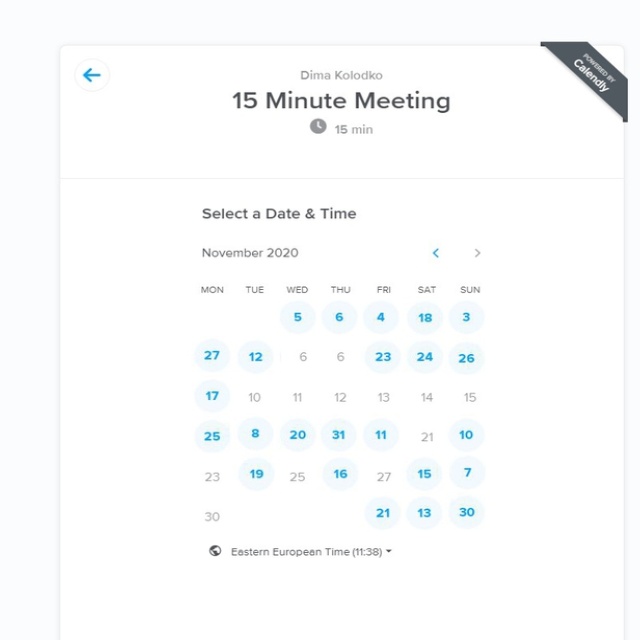 POWERED BY
Calendly
Dima Kolodko
15 Minute Meeting
15 min
Select a Date & Time
November 2020
MON TUE WED THU FRI SAT SUN
5 6 4 18 3
27 12 6 6 23 24 26
17 10 11 12 13 14 15
25 8 20 31 11 21 10
23 19 25 16 27 15 7
30 21 13 30
Eastern European Time (11:38)